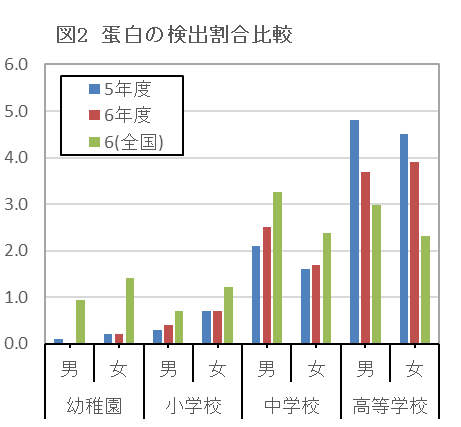 図2 蛋白の検出割合比較
6.0
5.0
4.0
3.0
2.0
1.0
0.0
5年度
6年度
6(全国)
男 女 男 女 男 女 男 女
幼稚園 小学校 中学校 高等学校